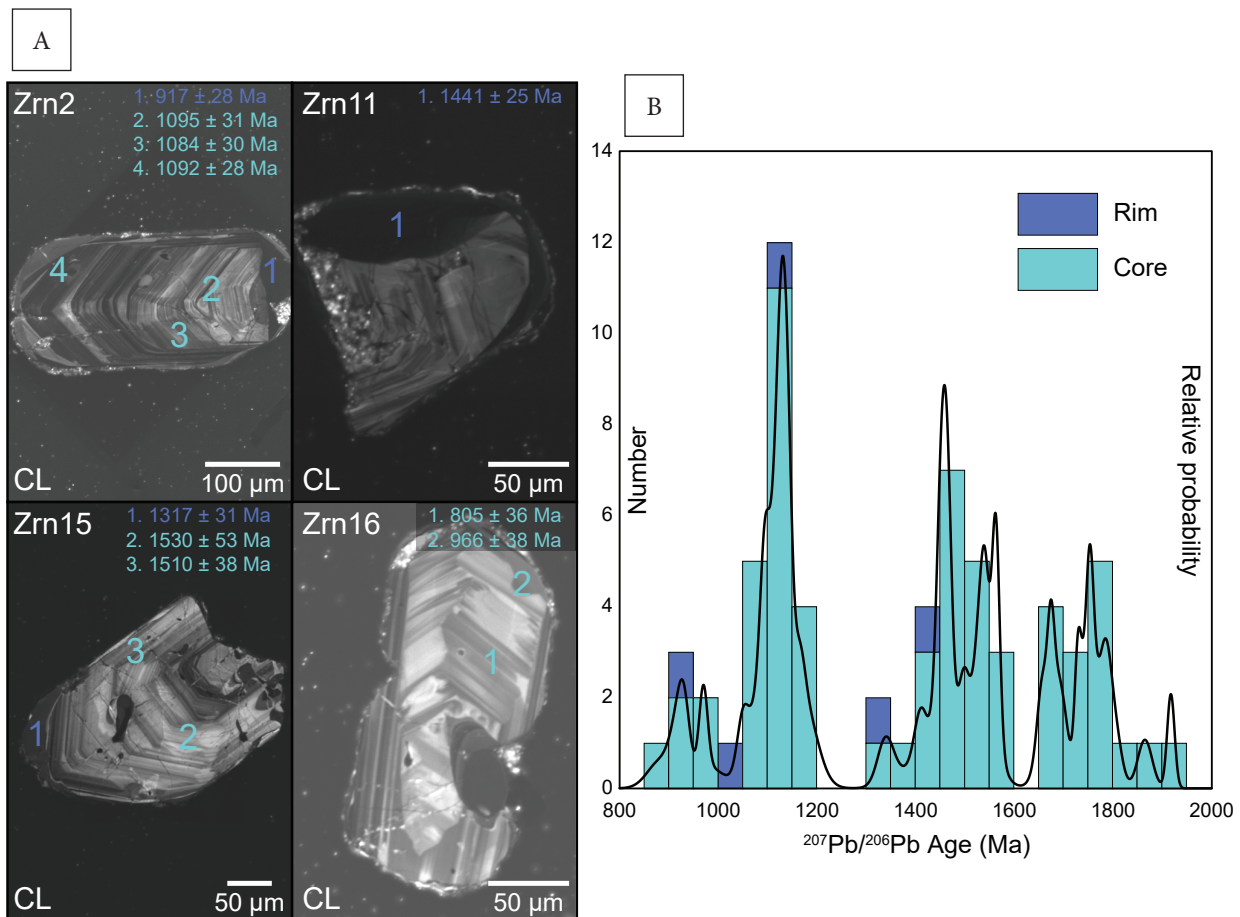 A
Zrn2
1. 917 ± 28 Ma
2. 1095 ± 31 Ma
3. 1084 ± 30 Ma
4. 1092 ± 28 Ma
4
2
1
3
CL
100 µm
Zrn11
1. 1441 ± 25 Ma
1
CL
50 µm
Zrn15
1. 1317 ± 31 Ma
2. 1530 ± 53 Ma
3. 1510 ± 38 Ma
3
1
2
CL
50 µm
Zrn16
1. 805 ± 36 Ma
2. 966 ± 38 Ma
2
1
CL
50 µm
B
14
12
10
8
6
4
2
0
Rim
Core
Number
Relative probability
800
1000
1200
1400
1600
1800
2000
²⁰⁷Pb/²⁰⁶Pb Age (Ma)